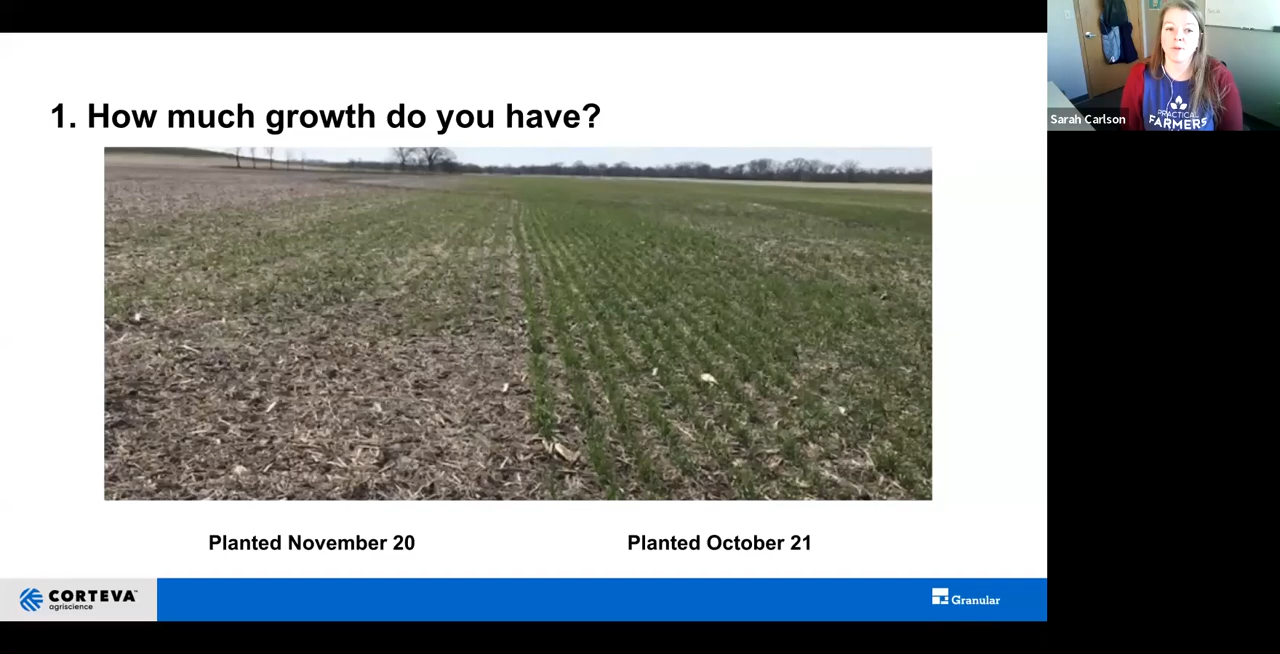 1. How much growth do you have?
Planted November 20
Planted October 21
CORTEVA™
agriscience
Granular
Sarah Carlson
PRACTICAL
FARMERS